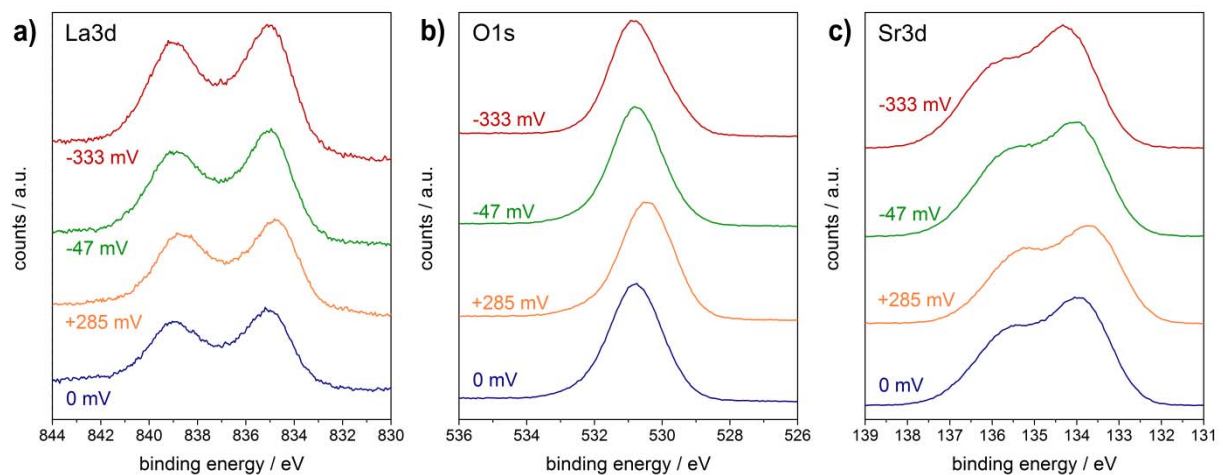 a)
La3d
-333 mV
-47 mV
+285 mV
0 mV
counts / a.u.
844 842 840 838 836 834 832 830
binding energy / eV
b)
O1s
-333 mV
-47 mV
+285 mV
0 mV
counts / a.u.
536 534 532 530 528 526
binding energy / eV
c)
Sr3d
-333 mV
-47 mV
+285 mV
0 mV
counts / a.u.
139 138 137 136 135 134 133 132 131
binding energy / eV